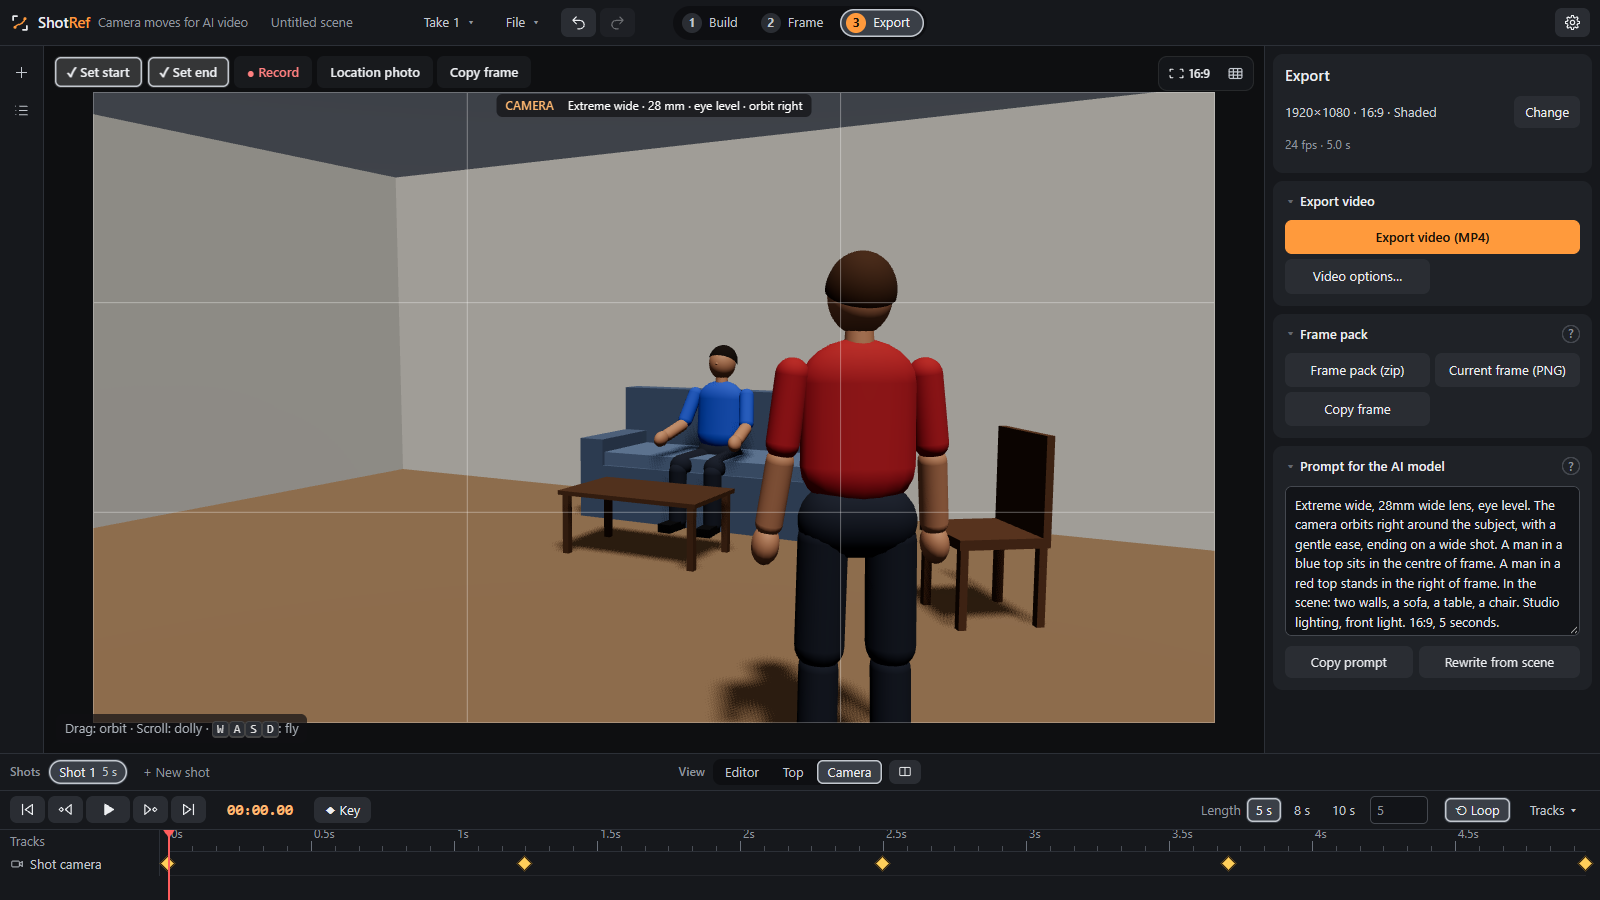 ShotRef Camera moves for AI video Untitled scene Take 1 File 1 Build 2 Frame 3 Export
✓ Set start ✓ Set end ● Record Location photo Copy frame 16:9
CAMERA Extreme wide · 28 mm · eye level · orbit right
Drag: orbit · Scroll: dolly · W A S D : fly
Export
1920×1080 · 16:9 · Shaded Change
24 fps · 5.0 s
Export video
Export video (MP4)
Video options...
Frame pack ?
Frame pack (zip) Current frame (PNG)
Copy frame
Prompt for the AI model ?
Extreme wide, 28mm wide lens, eye level. The
camera orbits right around the subject, with a
gentle ease, ending on a wide shot. A man in a
blue top sits in the centre of frame. A man in a
red top stands in the right of frame. In the
scene: two walls, a sofa, a table, a chair. Studio
lighting, front light. 16:9, 5 seconds.
Copy prompt Rewrite from scene
Shots Shot 1 5 s + New shot View Editor Top Camera
00:00.00 Key Length 5 s 8 s 10 s 5 Loop Tracks
Tracks 0s 0.5s 1s 1.5s 2s 2.5s 3s 3.5s 4s 4.5s
Shot camera